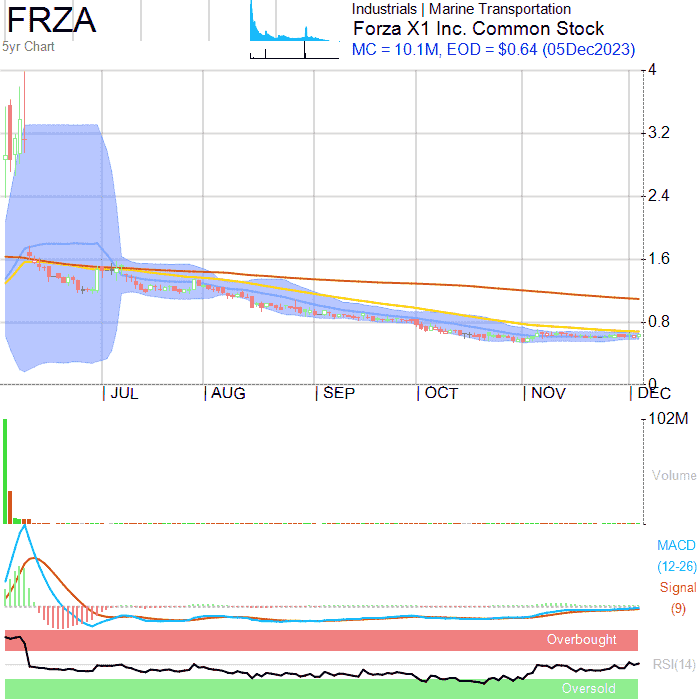 FRZA
5yr Chart
Industrials | Marine Transportation
Forza X1 Inc. Common Stock
MC = 10.1M, EOD = $0.64 (05Dec2023)
4
3.2
2.4
1.6
0.8
0
JUL AUG SEP OCT NOV DEC
102M
Volume
MACD
(12-26)
Signal
(9)
Overbought
RSI(14)
Oversold